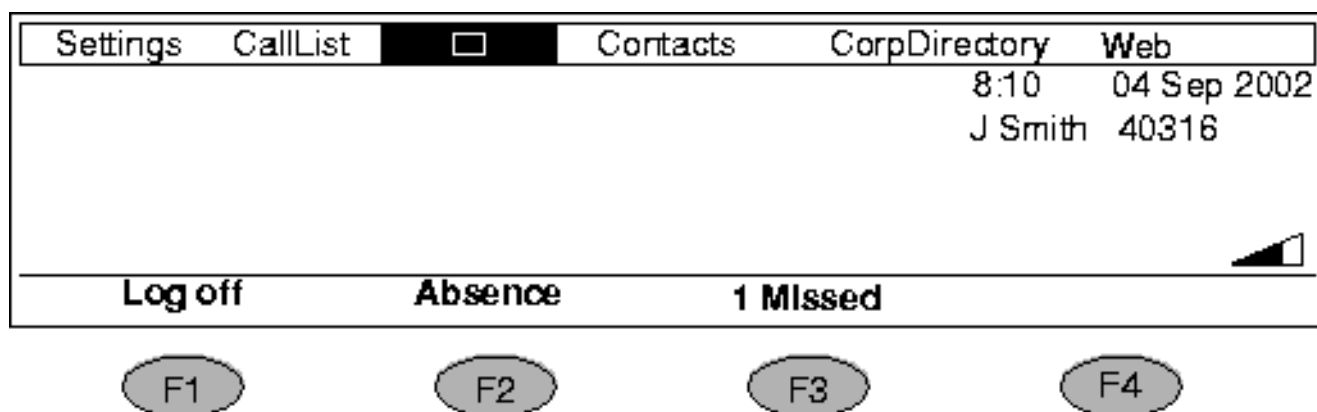 Settings CallList Contacts CorpDirectory Web
8:10 04 Sep 2002
J Smith 40316
Log off Absence 1 Missed
F1 F2 F3 F4